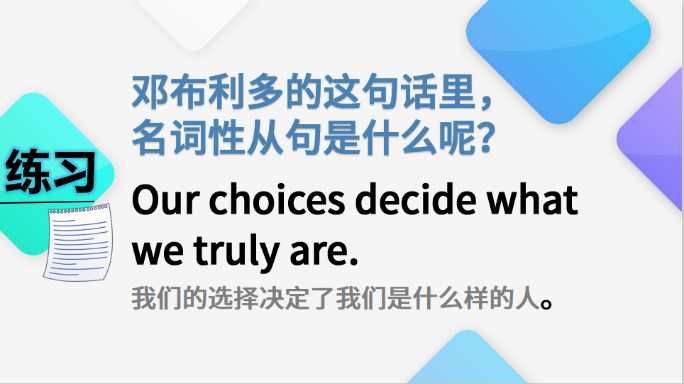 邓布利多的这句话里，
名词性从句是什么呢？
练习
Our choices decide what
we truly are.
我们的选择决定了我们是什么样的人。